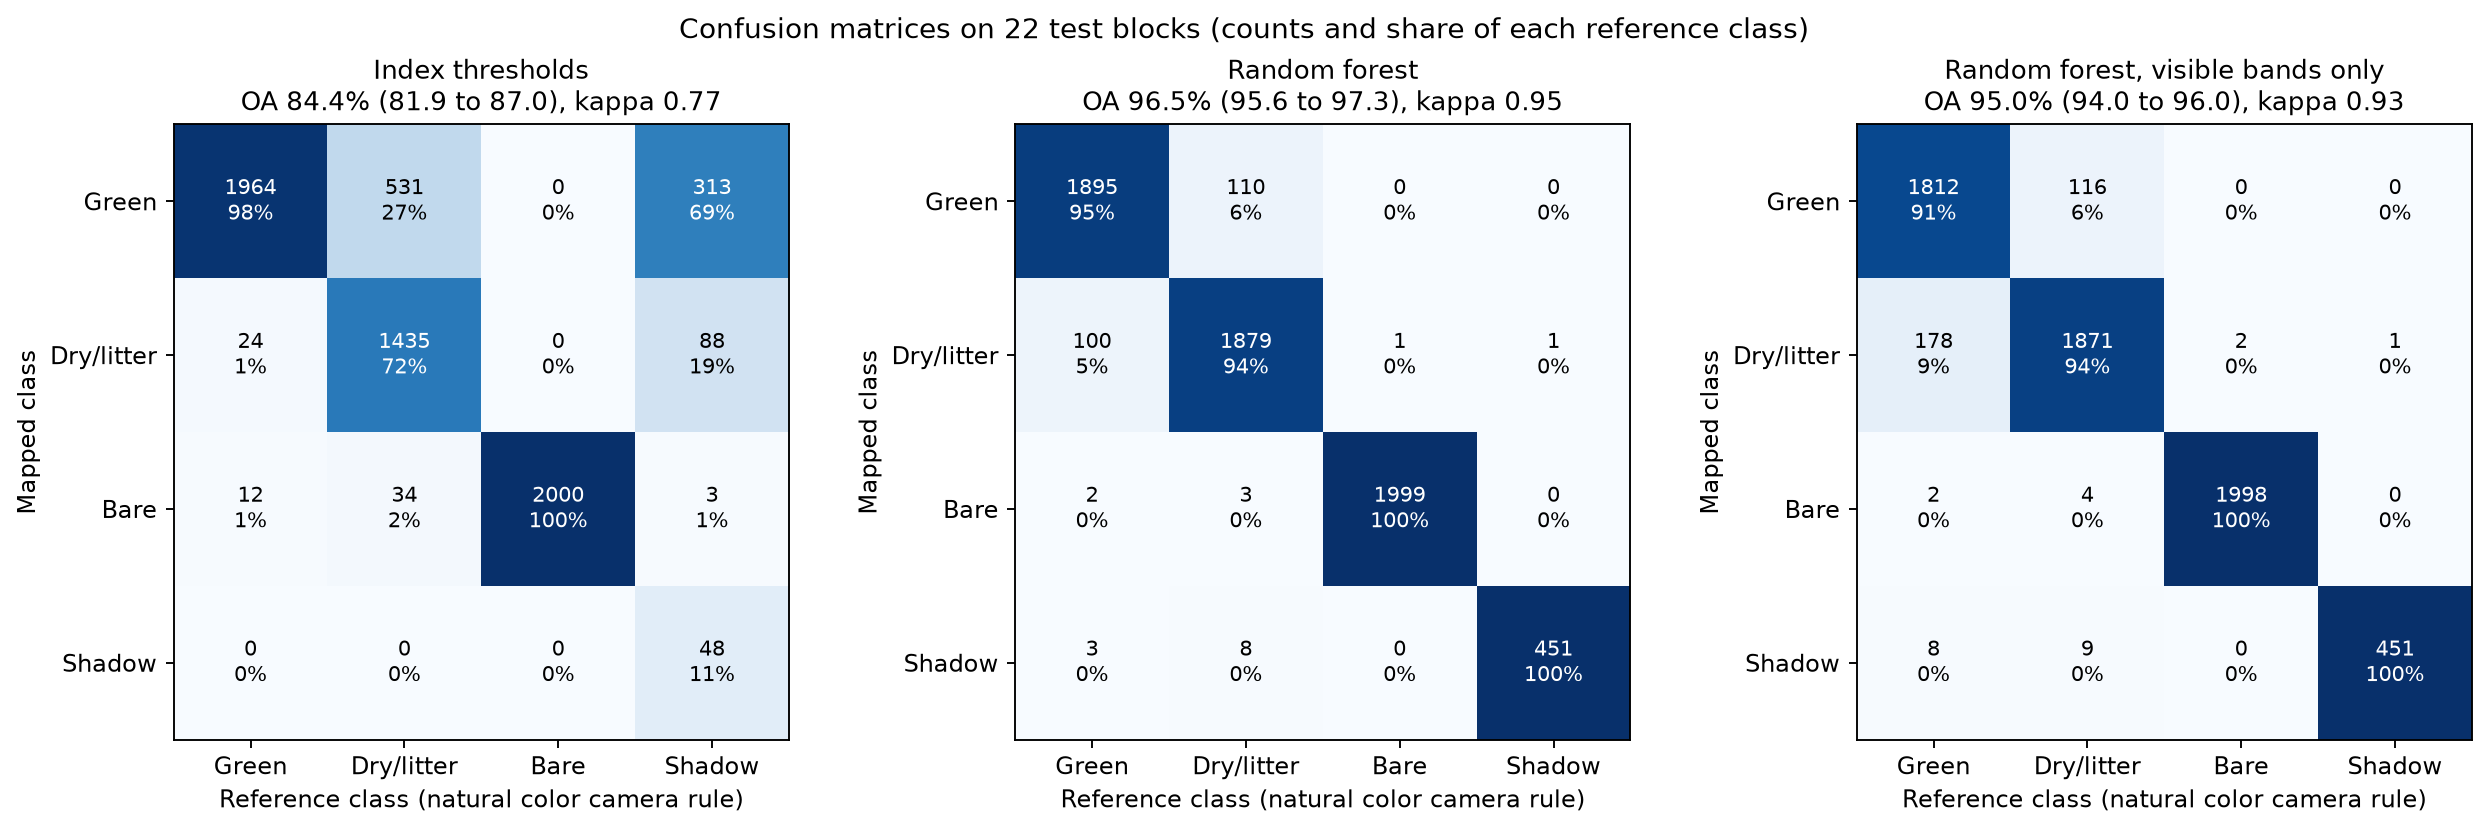 Confusion matrices on 22 test blocks (counts and share of each reference class)
Index thresholds
OA 84.4% (81.9 to 87.0), kappa 0.77
Mapped class
Green
1964 531 0 313
98% 27% 0% 69%
Dry/litter
24 1435 0 88
1% 72% 0% 19%
Bare
12 34 2000 3
1% 2% 100% 1%
Shadow
0 0 0 48
0% 0% 0% 11%
Green Dry/litter Bare Shadow
Reference class (natural color camera rule)
Random forest
OA 96.5% (95.6 to 97.3), kappa 0.95
Mapped class
Green
1895 110 0 0
95% 6% 0% 0%
Dry/litter
100 1879 1 1
5% 94% 0% 0%
Bare
2 3 1999 0
0% 0% 100% 0%
Shadow
3 8 0 451
0% 0% 0% 100%
Green Dry/litter Bare Shadow
Reference class (natural color camera rule)
Random forest, visible bands only
OA 95.0% (94.0 to 96.0), kappa 0.93
Mapped class
Green
1812 116 0 0
91% 6% 0% 0%
Dry/litter
178 1871 2 1
9% 94% 0% 0%
Bare
2 4 1998 0
0% 0% 100% 0%
Shadow
8 9 0 451
0% 0% 0% 100%
Green Dry/litter Bare Shadow
Reference class (natural color camera rule)